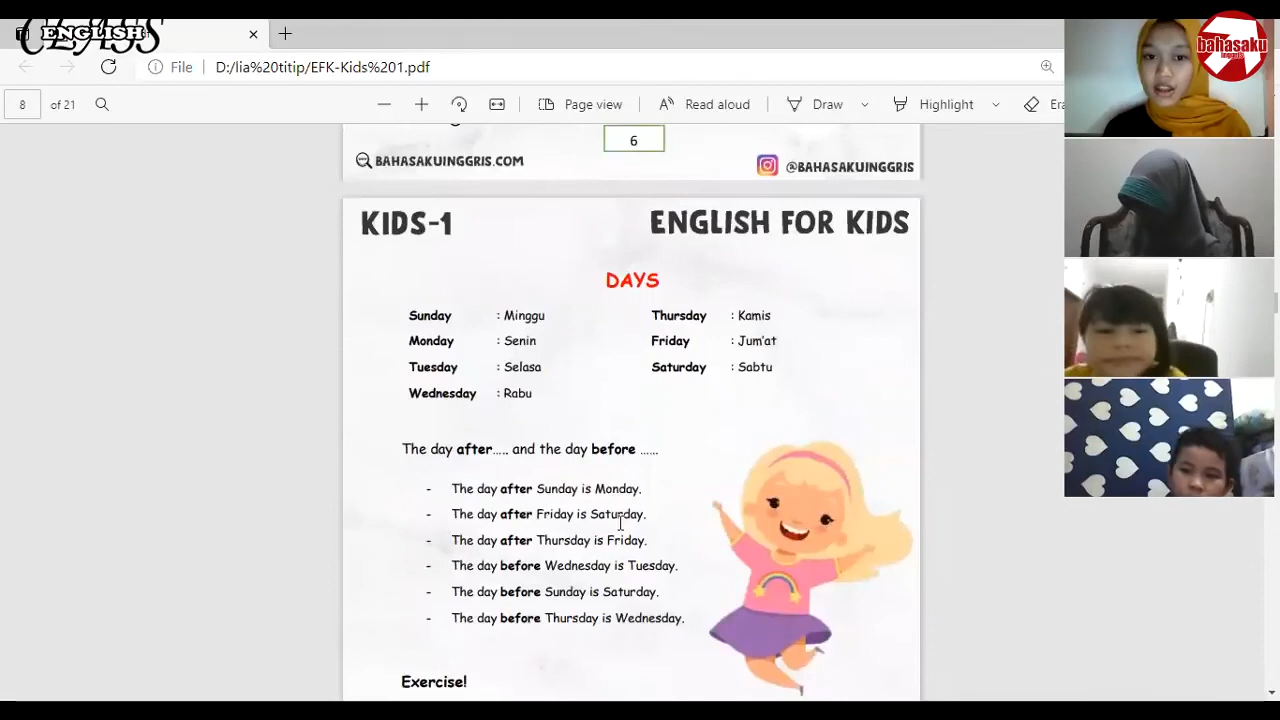 CLASS
ENGLISH
File D:/lia%20titip/EFK-Kids%201.pdf
8 of 21 Page view Read aloud Draw Highlight
bahasaku
inggris
6
BAHASAKUINGGRIS.COM @BAHASAKUINGGRIS
KIDS-1 ENGLISH FOR KIDS
DAYS
Sunday : Minggu Thursday : Kamis
Monday : Senin Friday : Jum'at
Tuesday : Selasa Saturday : Sabtu
Wednesday : Rabu
The day after..... and the day before ......
- The day after Sunday is Monday.
- The day after Friday is Saturday.
- The day after Thursday is Friday.
- The day before Wednesday is Tuesday.
- The day before Sunday is Saturday.
- The day before Thursday is Wednesday.
Exercise!